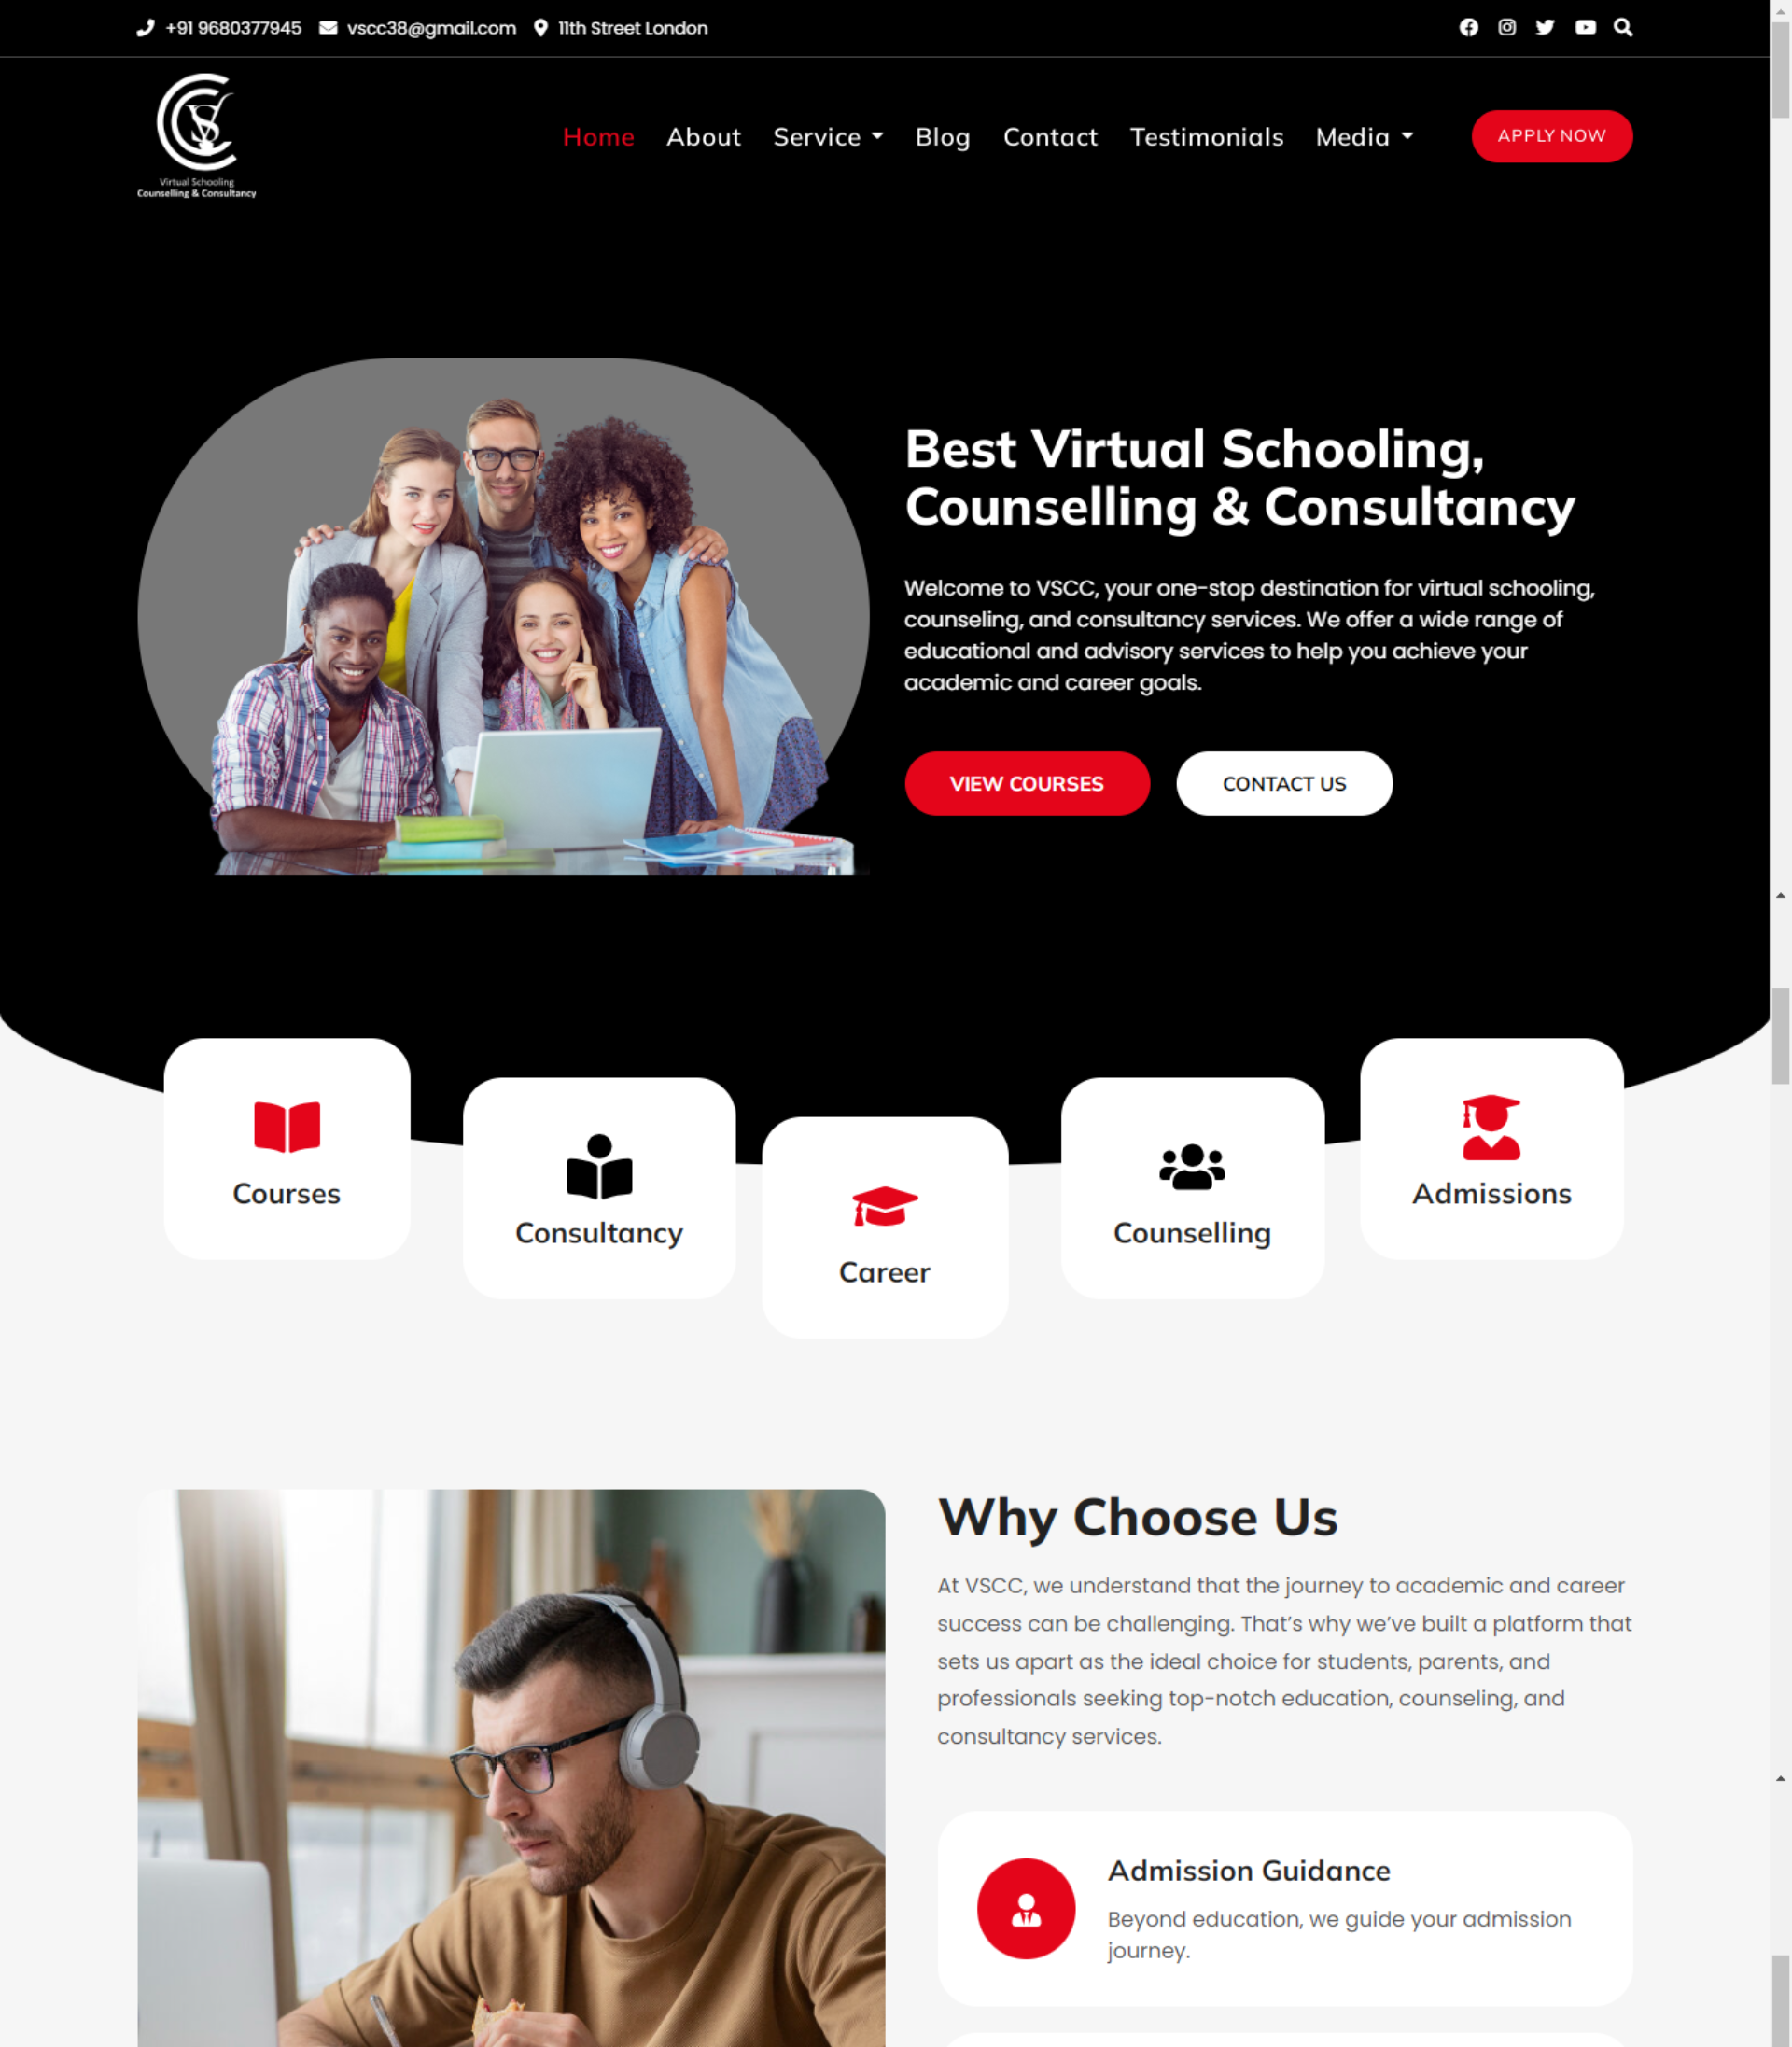 +91 9680377945 vscc38@gmail.com 11th Street London
CVS
Virtual Schooling
Counselling & Consultancy
Home About Service Blog Contact Testimonials Media APPLY NOW
Best Virtual Schooling,
Counselling & Consultancy
Welcome to VSCC, your one-stop destination for virtual schooling,
counseling, and consultancy services. We offer a wide range of
educational and advisory services to help you achieve your
academic and career goals.
VIEW COURSES CONTACT US
Courses
Consultancy
Career
Counselling
Admissions
Why Choose Us
At VSCC, we understand that the journey to academic and career
success can be challenging. That’s why we’ve built a platform that
sets us apart as the ideal choice for students, parents, and
professionals seeking top-notch education, counseling, and
consultancy services.
Admission Guidance
Beyond education, we guide your admission
journey.